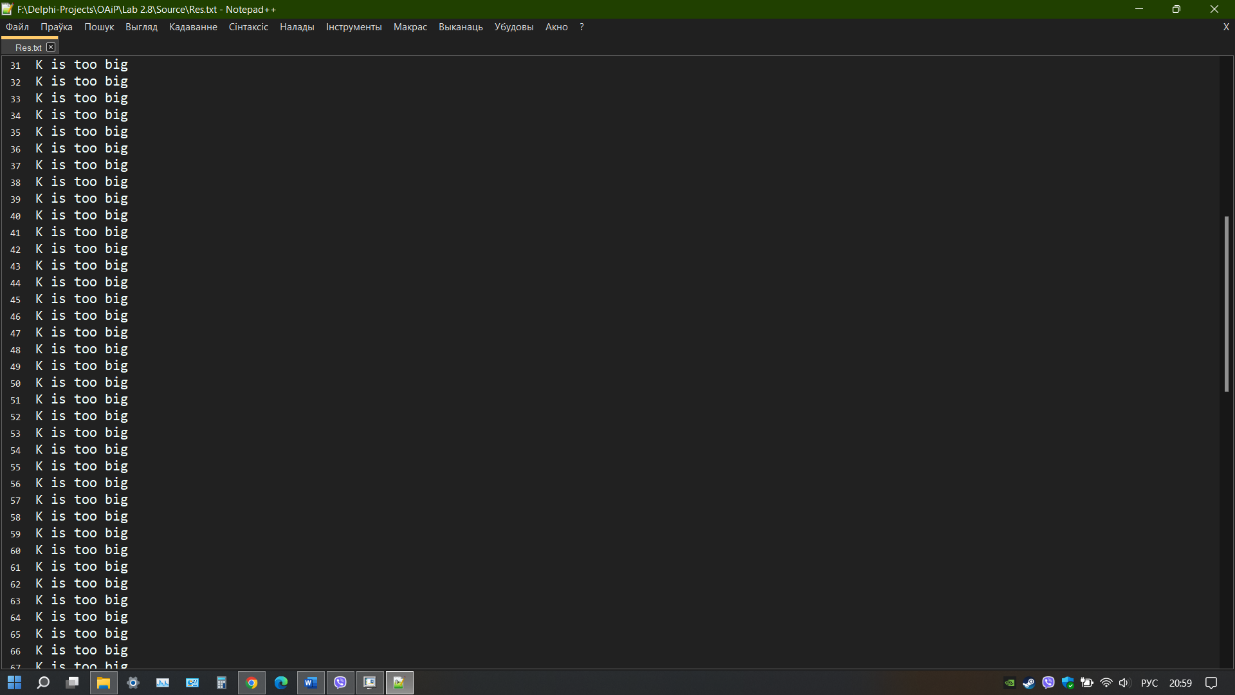 F:\Delphi-Projects\OAiP\Lab 2.8\Source\Res.txt - Notepad++
Файл Праўка Пошук Выгляд Кадаванне Сінтаксіс Налады Інструменты Макрас Выканаць Убудовы Акно ? X
Res.txt
31 K is too big
32 K is too big
33 K is too big
34 K is too big
35 K is too big
36 K is too big
37 K is too big
38 K is too big
39 K is too big
40 K is too big
41 K is too big
42 K is too big
43 K is too big
44 K is too big
45 K is too big
46 K is too big
47 K is too big
48 K is too big
49 K is too big
50 K is too big
51 K is too big
52 K is too big
53 K is too big
54 K is too big
55 K is too big
56 K is too big
57 K is too big
58 K is too big
59 K is too big
60 K is too big
61 K is too big
62 K is too big
63 K is too big
64 K is too big
65 K is too big
66 K is too big
67 K is too big
РУС 20:59